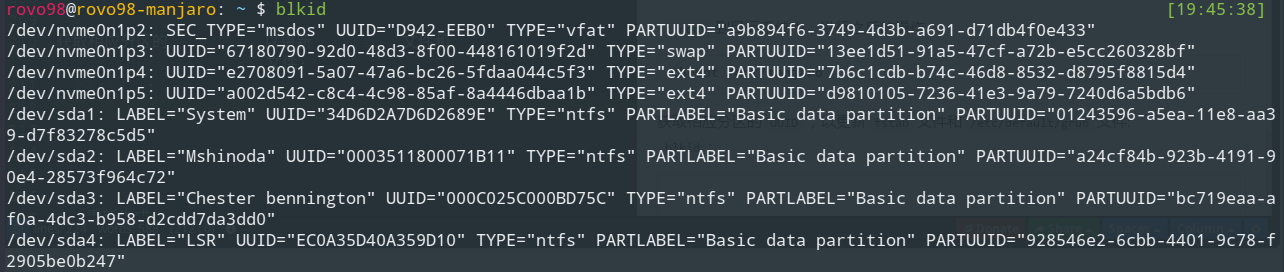 rovo98@rovo98-manjaro: ~ $ blkid [19:45:38]
/dev/nvme0n1p2: SEC_TYPE="msdos" UUID="D942-EEB0" TYPE="vfat" PARTUUID="a9b894f6-3749-4d3b-a691-d71db4f0e433"
/dev/nvme0n1p3: UUID="67180790-92d0-48d3-8f00-448161019f2d" TYPE="swap" PARTUUID="13ee1d51-91a5-47cf-a72b-e5cc260328bf"
/dev/nvme0n1p4: UUID="e2708091-5a07-47a6-bc26-5fdaa044c5f3" TYPE="ext4" PARTUUID="7b6c1cdb-b74c-46d8-8532-d8795f8815d4"
/dev/nvme0n1p5: UUID="a002d542-c8c4-4c98-85af-8a4446dbaa1b" TYPE="ext4" PARTUUID="d9810105-7236-41e3-9a79-7240d6a5bdb6"
/dev/sda1: LABEL="System" UUID="34D6D2A7D6D2689E" TYPE="ntfs" PARTLABEL="Basic data partition" PARTUUID="01243596-a5ea-11e8-aa3
9-d7f83278c5d5"
/dev/sda2: LABEL="Mshinoda" UUID="0003511800071B11" TYPE="ntfs" PARTLABEL="Basic data partition" PARTUUID="a24cf84b-923b-4191-9
0e4-28573f964c72"
/dev/sda3: LABEL="Chester bennington" UUID="000C025C000BD75C" TYPE="ntfs" PARTLABEL="Basic data partition" PARTUUID="bc719eaa-a
f0a-4dc3-b958-d2cdd7da3dd0"
/dev/sda4: LABEL="LSR" UUID="EC0A35D40A359D10" TYPE="ntfs" PARTLABEL="Basic data partition" PARTUUID="928546e2-6cbb-4401-9c78-f
2905be0b247"